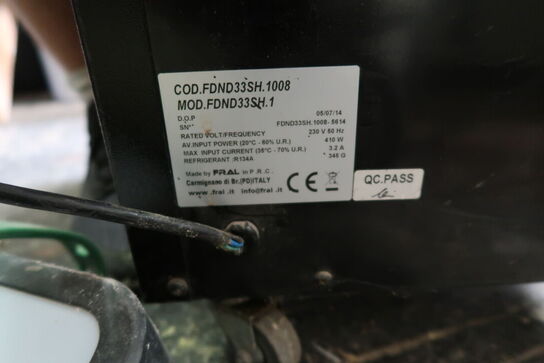 COD.FDND33SH.1008
MOD.FDND33SH.1
D.O.P 05/07/14
SN** FDND33SH.1008-5614
RATED VOLTAGE/FREQUENCY 230 V 50 Hz
AV.INPUT POWER (20°C - 60% U.R.) 410 W
MAX INPUT CURRENT (35°C - 70% U.R.) 3.2 A
REFRIGERANT :R134A 345 G
Made by FRAL in P.R.C.
Carmignano di Br.(PD)ITALY
www.fral.it info@fral.it
CE
QC.PASS